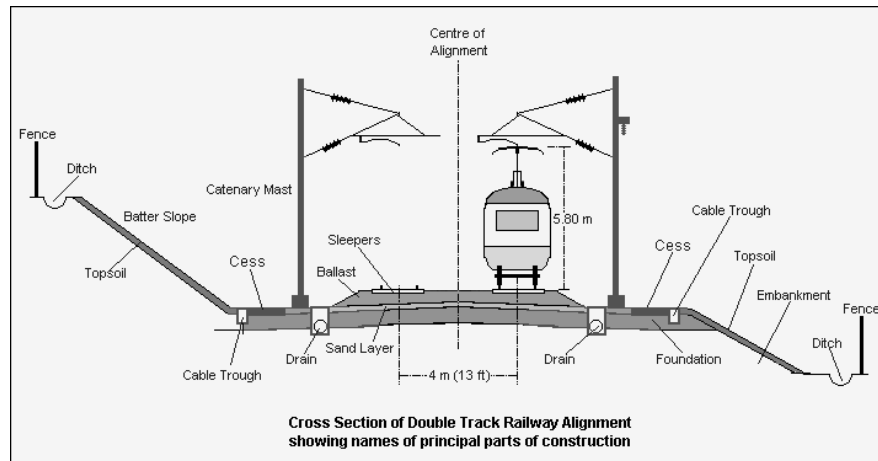 Centre of
Alignment
Fence
Ditch
Catenary Mast
Batter Slope
5.80 m
Cable Trough
Sleepers
Cess
Topsoil
Topsoil
Cess
Ballast
Embankment
Fence
Sand Layer
Drain
Cable Trough
Drain
Foundation
Ditch
4 m (13 ft)
Cross Section of Double Track Railway Alignment
showing names of principal parts of construction